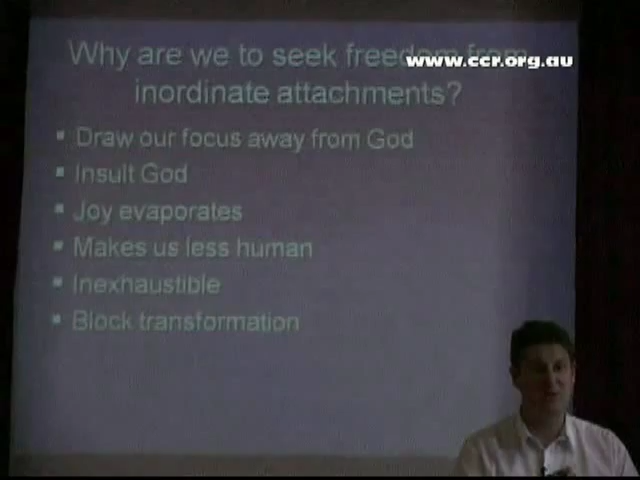 Why are we to seek freedom from
www.ccr.org.au
inordinate attachments?
▪ Draw our focus away from God
▪ Insult God
▪ Joy evaporates
▪ Makes us less human
▪ Inexhaustible
▪ Block transformation